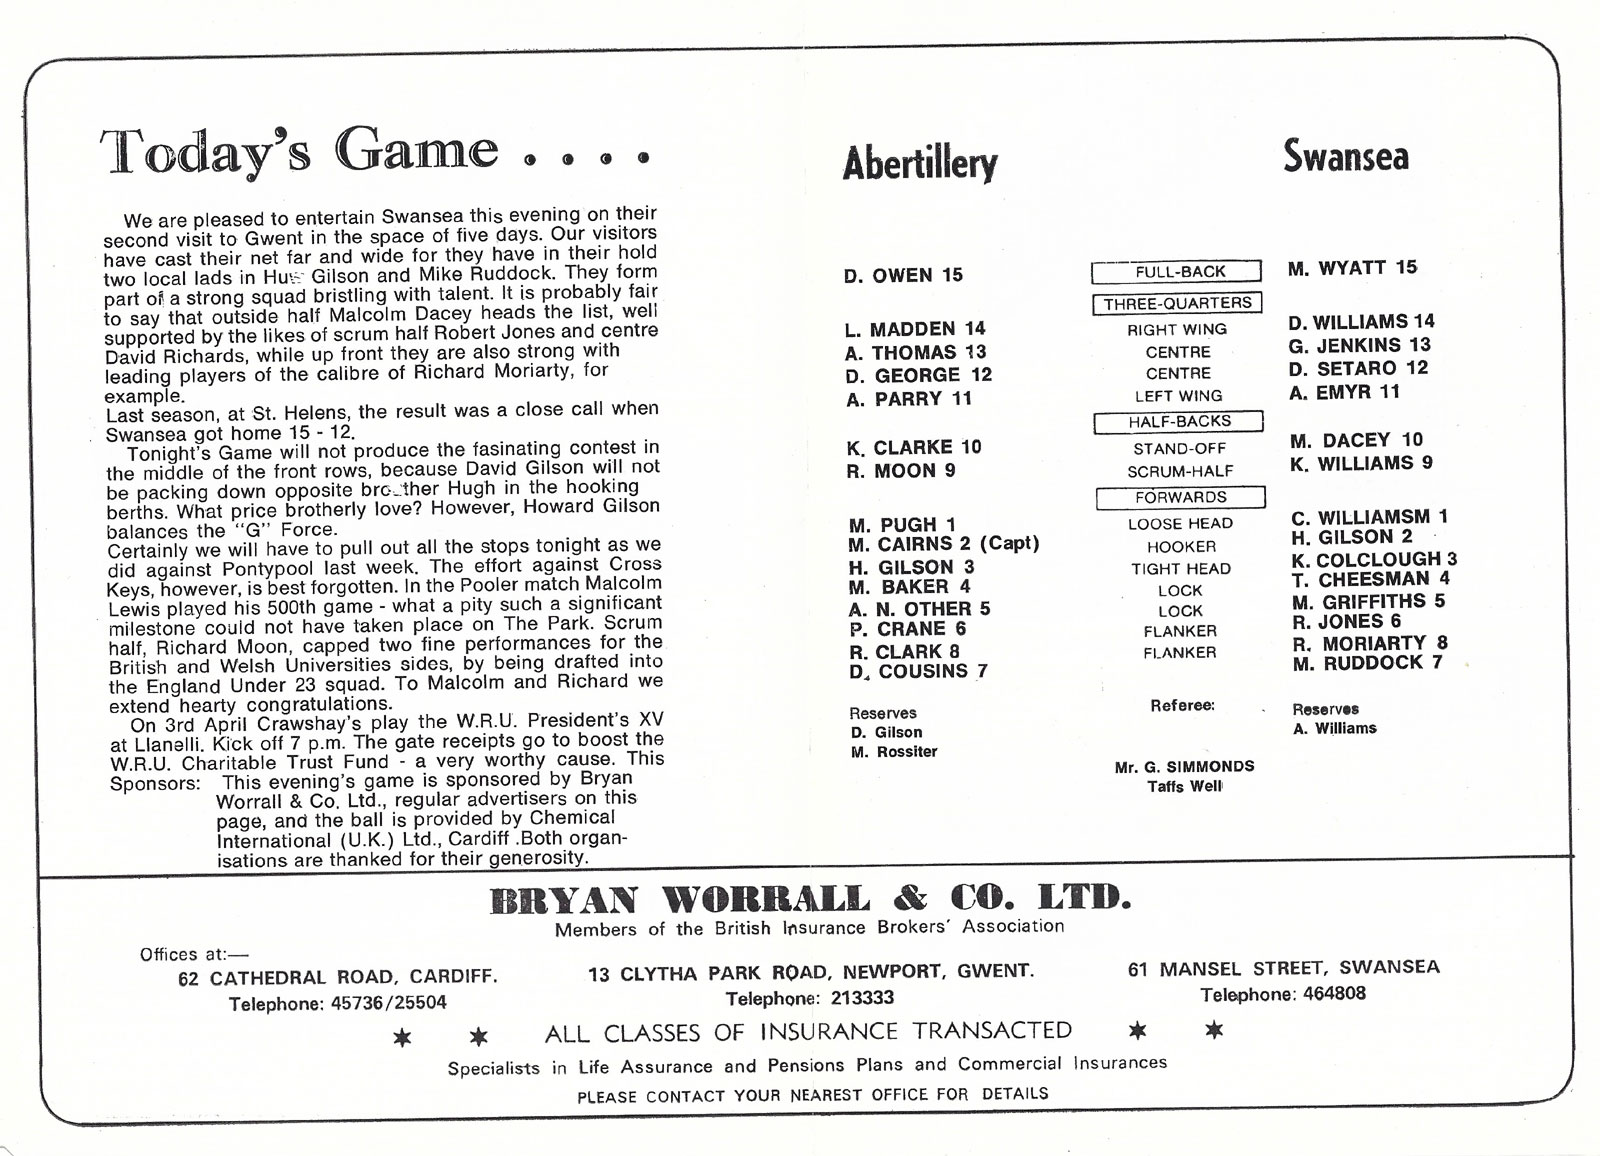 Today's Game . . . .
We are pleased to entertain Swansea this evening on their
second visit to Gwent in the space of five days. Our visitors
have cast their net far and wide for they have in their hold
two local lads in Gilson and Mike Ruddock. They form
part of a strong squad bristling with talent. It is probably fair
to say that outside half Malcolm Dacey heads the list, well
supported by the likes of scrum half Robert Jones and centre
David Richards, while up front they are also strong with
leading players of the calibre of Richard Moriarty, for
example.
Last season, at St. Helens, the result was a close call when
Swansea got home 15 - 12.
Tonight's Game will not produce the fasinating contest in
the middle of the front rows, because David Gilson will not
be packing down opposite brother Hugh in the hooking
berths. What price brotherly love? However, Howard Gilson
balances the "G" Force.
Certainly we will have to pull out all the stops tonight as we
did against Pontypool last week. The effort against Cross
Keys, however, is best forgotten. In the Pooler match Malcolm
Lewis played his 500th game - what a pity such a significant
milestone could not have taken place on The Park. Scrum
half, Richard Moon, capped two fine performances for the
British and Welsh Universities sides, by being drafted into
the England Under 23 squad. To Malcolm and Richard we
extend hearty congratulations.
On 3rd April Crawshay's play the W.R.U. President's XV
at Llanelli. Kick off 7 p.m. The gate receipts go to boost the
W.R.U. Charitable Trust Fund - a very worthy cause. This
Sponsors: This evening's game is sponsored by Bryan
Worrall & Co. Ltd., regular advertisers on this
page, and the ball is provided by Chemical
International (U.K.) Ltd., Cardiff .Both organ-
isations are thanked for their generosity.
Abertillery Swansea
D. OWEN 15 FULL-BACK M. WYATT 15
THREE-QUARTERS
L. MADDEN 14 RIGHT WING D. WILLIAMS 14
A. THOMAS 13 CENTRE G. JENKINS 13
D. GEORGE 12 CENTRE D. SETARO 12
A. PARRY 11 LEFT WING A. EMYR 11
HALF-BACKS
K. CLARKE 10 STAND-OFF M. DACEY 10
R. MOON 9 SCRUM-HALF K. WILLIAMS 9
FORWARDS
M. PUGH 1 LOOSE HEAD C. WILLIAMSM 1
M. CAIRNS 2 (Capt) HOOKER H. GILSON 2
H. GILSON 3 TIGHT HEAD K. COLCLOUGH 3
M. BAKER 4 LOCK T. CHEESMAN 4
A. N. OTHER 5 LOCK M. GRIFFITHS 5
P. CRANE 6 FLANKER R. JONES 6
R. CLARK 8 FLANKER R. MORIARTY 8
D. COUSINS 7 M. RUDDOCK 7
Reserves Referee: Reserves
D. Gilson A. Williams
M. Rossiter
Mr. G. SIMMONDS
Taffs Well
BRYAN WORRALL & CO. LTD.
Members of the British Insurance Brokers' Association
Offices at:—
62 CATHEDRAL ROAD, CARDIFF. 13 CLYTHA PARK ROAD, NEWPORT, GWENT. 61 MANSEL STREET, SWANSEA
Telephone: 45736/25504 Telephone: 213333 Telephone: 464808
★ ★ ALL CLASSES OF INSURANCE TRANSACTED ★ ★
Specialists in Life Assurance and Pensions Plans and Commercial Insurances
PLEASE CONTACT YOUR NEAREST OFFICE FOR DETAILS